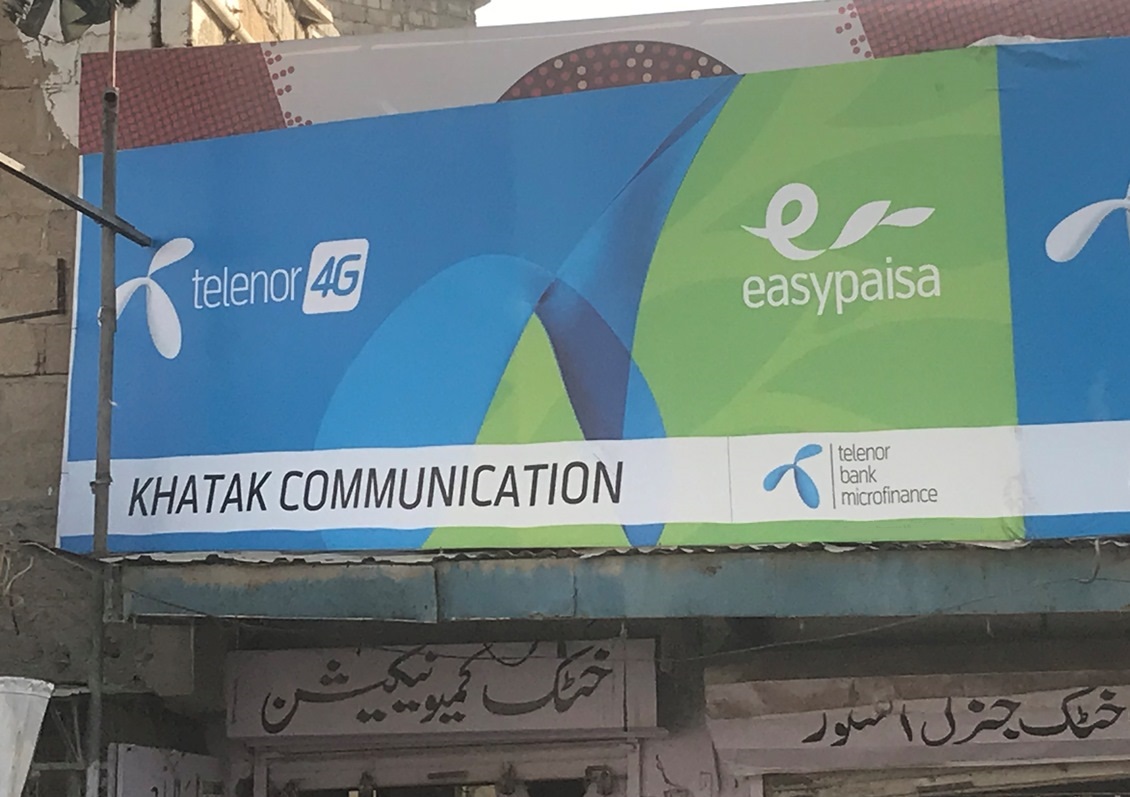 telenor 4G
easypaisa
KHATAK COMMUNICATION
telenor
bank
microfinance
خٹک کمیونیکیشن
خٹک جنرل اسٹور